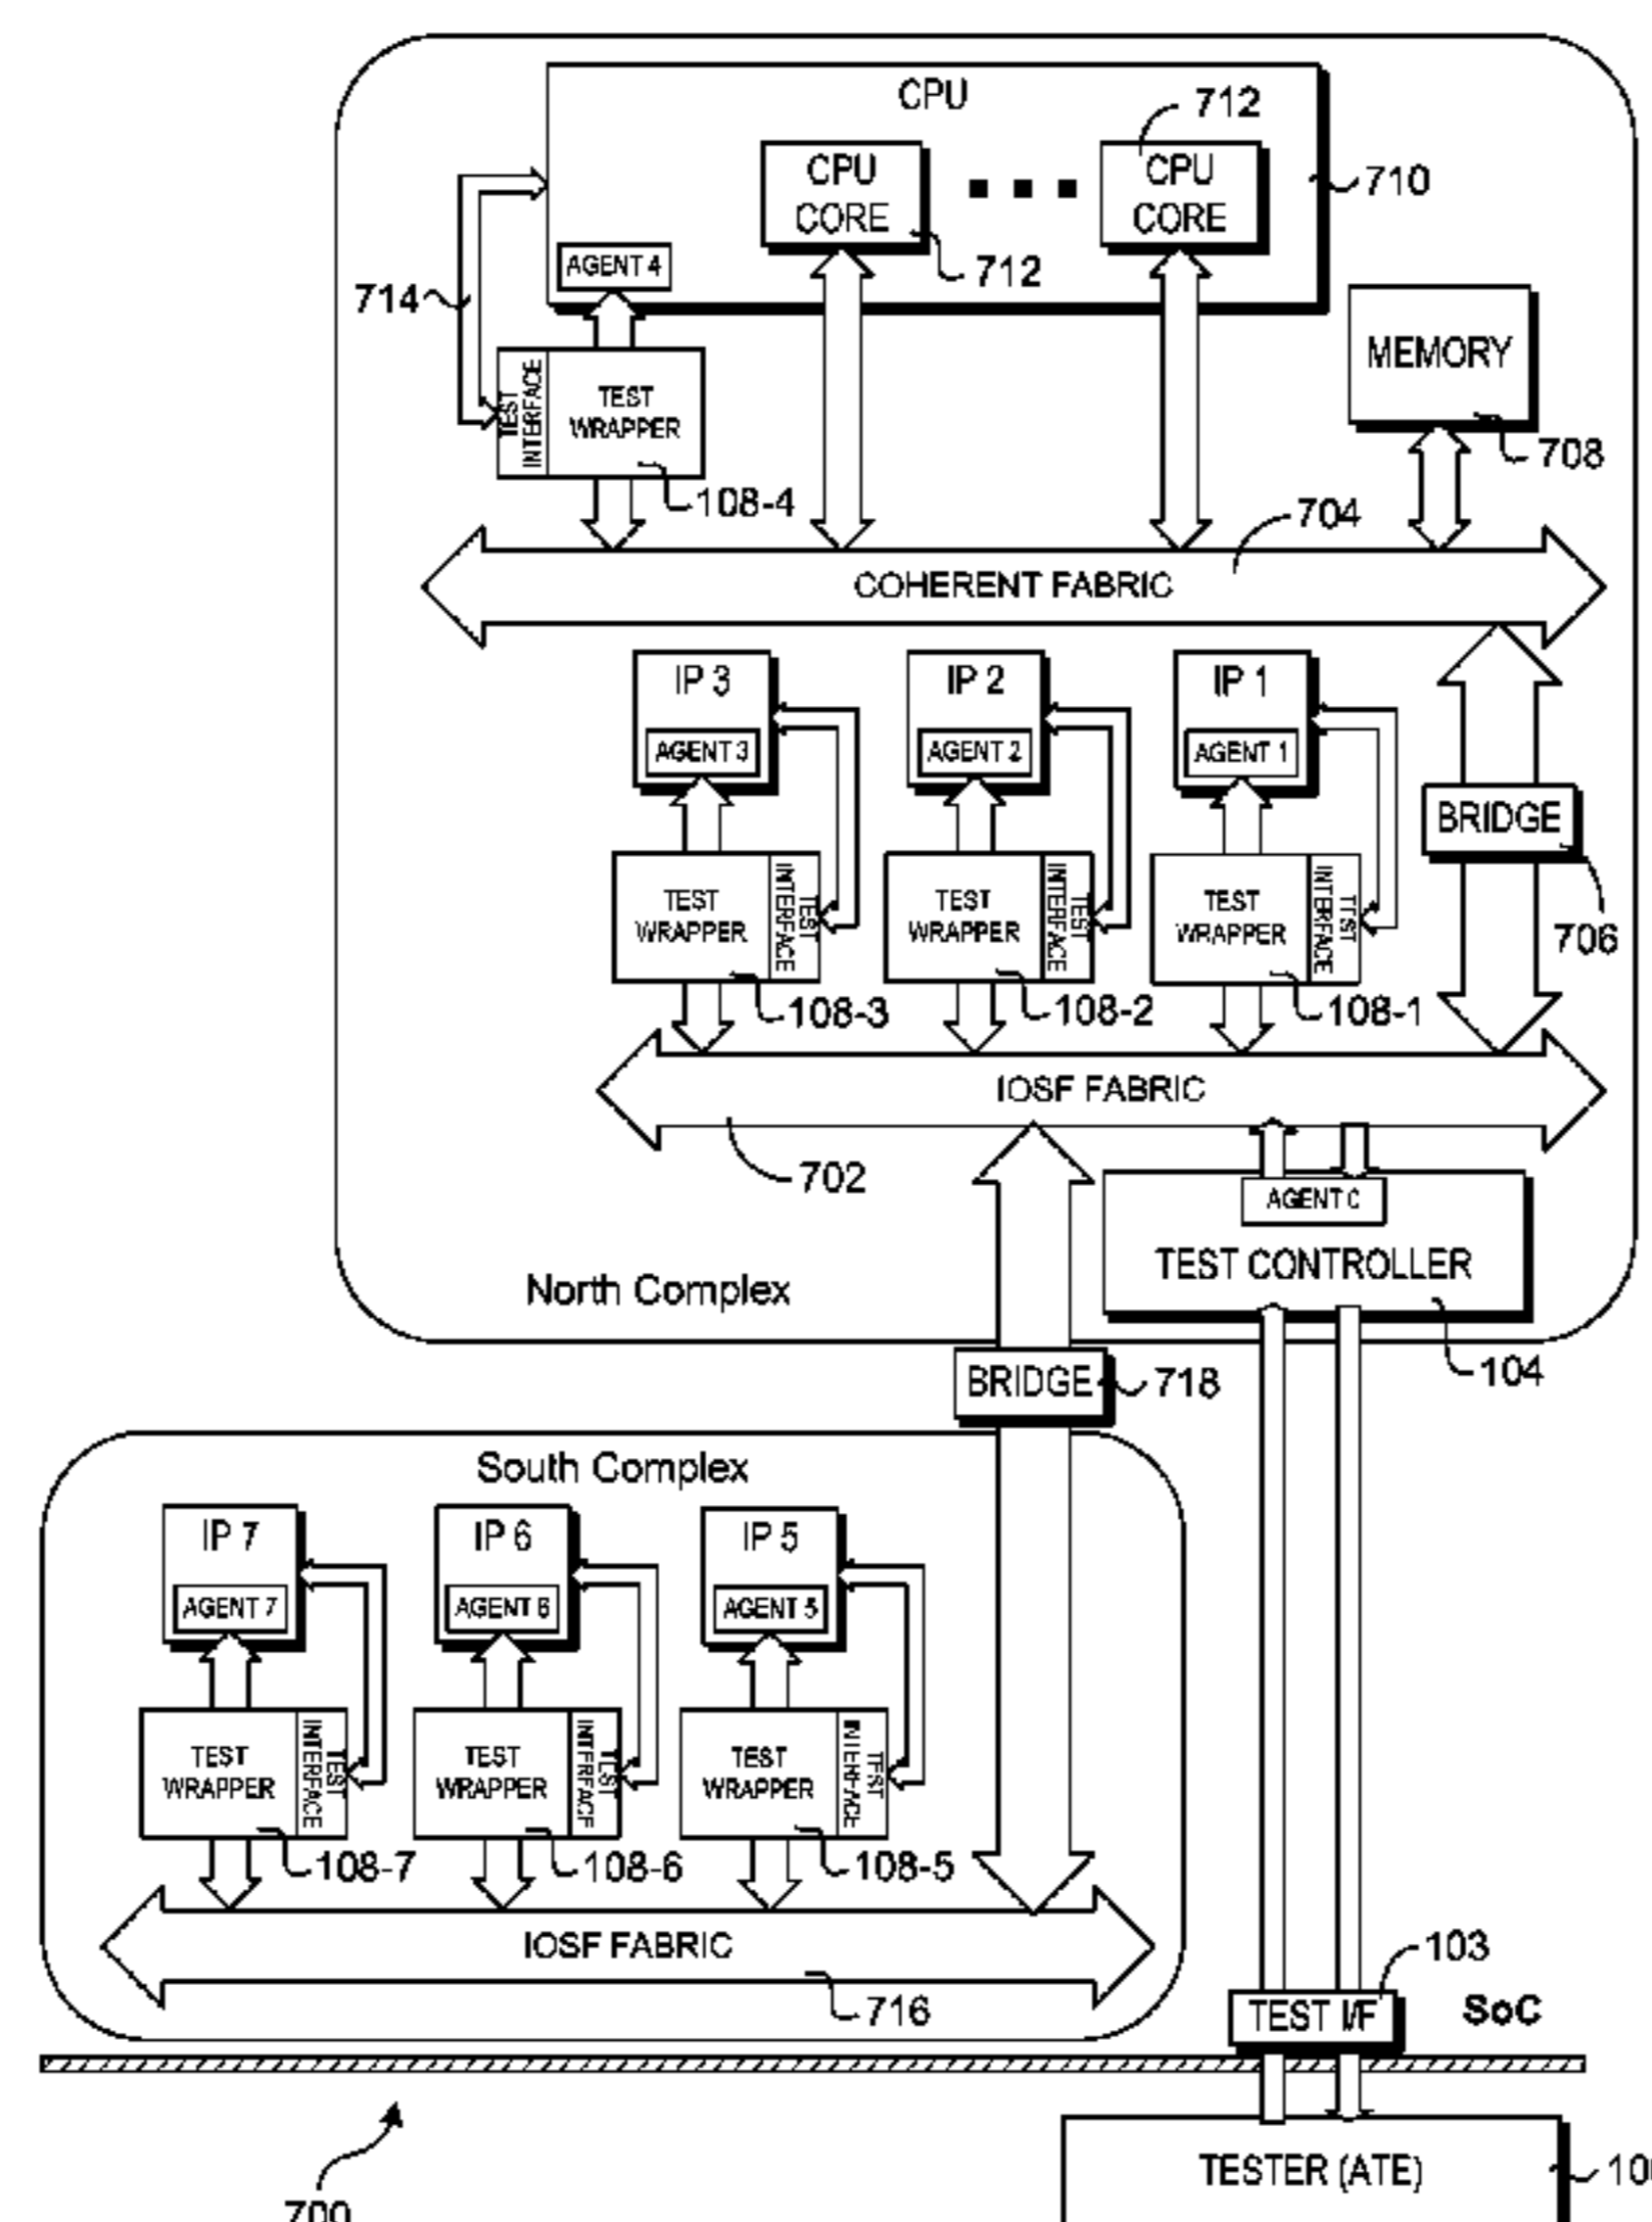 CPU
712
CPU
CORE
CPU
CORE
710
712
AGENT 4
714
MEMORY
TEST
INTERFACE
TEST
WRAPPER
708
108-4
704
COHERENT FABRIC
IP 3
IP 2
IP 1
AGENT 3
AGENT 2
AGENT 1
BRIDGE
TEST
WRAPPER
TEST
INTERFACE
TEST
WRAPPER
TEST
INTERFACE
TEST
WRAPPER
TEST
INTERFACE
706
108-3
108-2
108-1
IOSF FABRIC
702
AGENT 0
TEST CONTROLLER
North Complex
104
BRIDGE
718
South Complex
IP 7
IP 6
IP 5
AGENT 7
AGENT 6
AGENT 5
TEST
WRAPPER
TEST
INTERFACE
TEST
WRAPPER
TEST
INTERFACE
TEST
WRAPPER
TEST
INTERFACE
108-7
108-6
108-5
IOSF FABRIC
716
103
TEST I/F
SoC
TESTER (ATE)
700